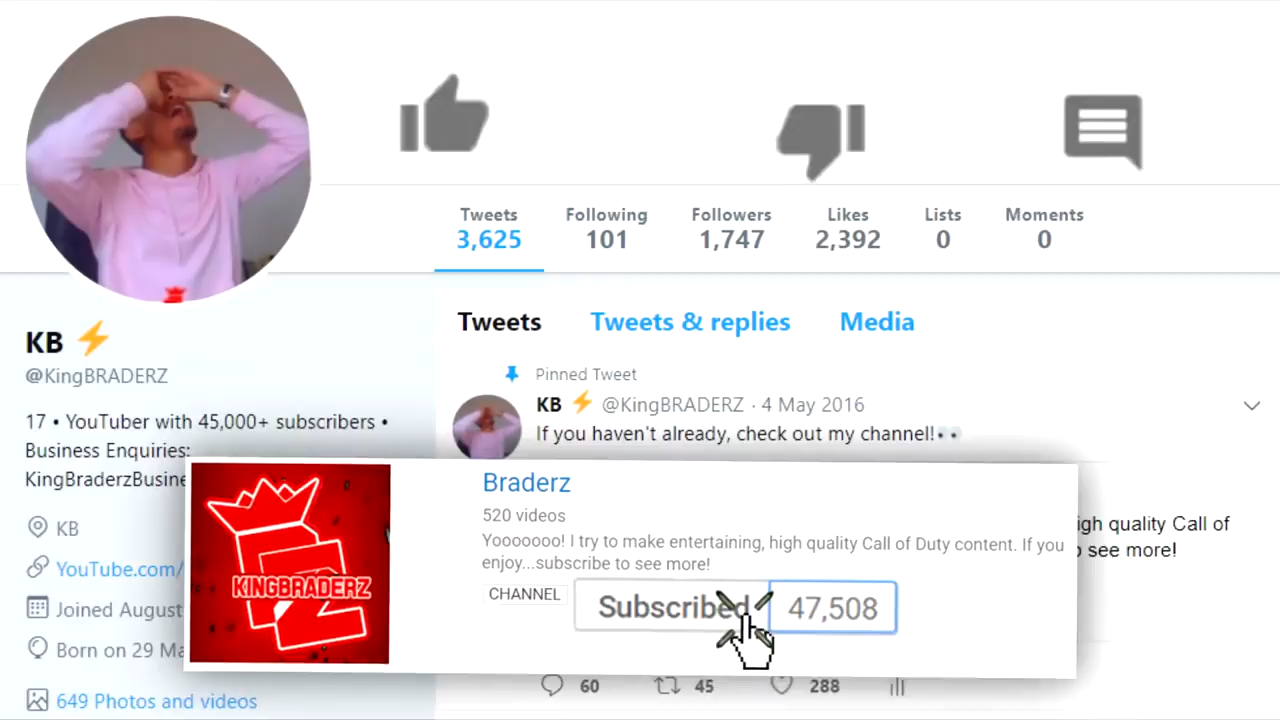 Tweets
3,625
Following
101
Followers
1,747
Likes
2,392
Lists
0
Moments
0
KB ⚡
@KingBRADERZ
17 • YouTuber with 45,000+ subscribers •
Business Enquiries:
KingBraderzBusine
KB
YouTube.com/
Joined August
Born on 29 Ma
649 Photos and videos
Tweets
Tweets & replies
Media
Pinned Tweet
KB ⚡ @KingBRADERZ · 4 May 2016
If you haven't already, check out my channel!👀
igh quality Call of
o see more!
KINGBRADERZ
Braderz
520 videos
Yooooooo! I try to make entertaining, high quality Call of Duty content. If you
enjoy...subscribe to see more!
CHANNEL
Subscribed
47,508
60
45
288